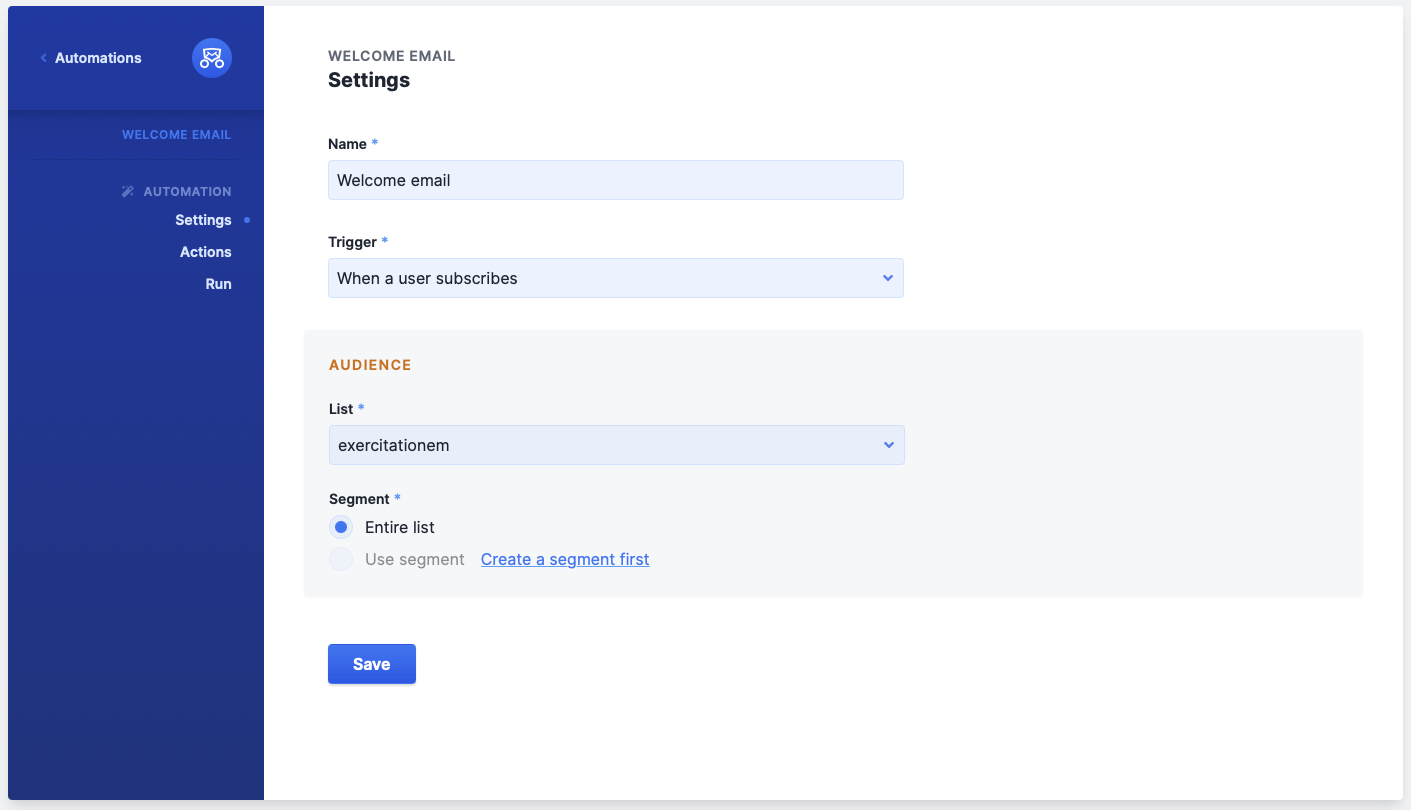 Automations
WELCOME EMAIL
AUTOMATION
Settings
Actions
Run
WELCOME EMAIL
Settings
Name *
Welcome email
Trigger *
When a user subscribes
AUDIENCE
List *
exercitationem
Segment *
Entire list
Use segment Create a segment first
Save